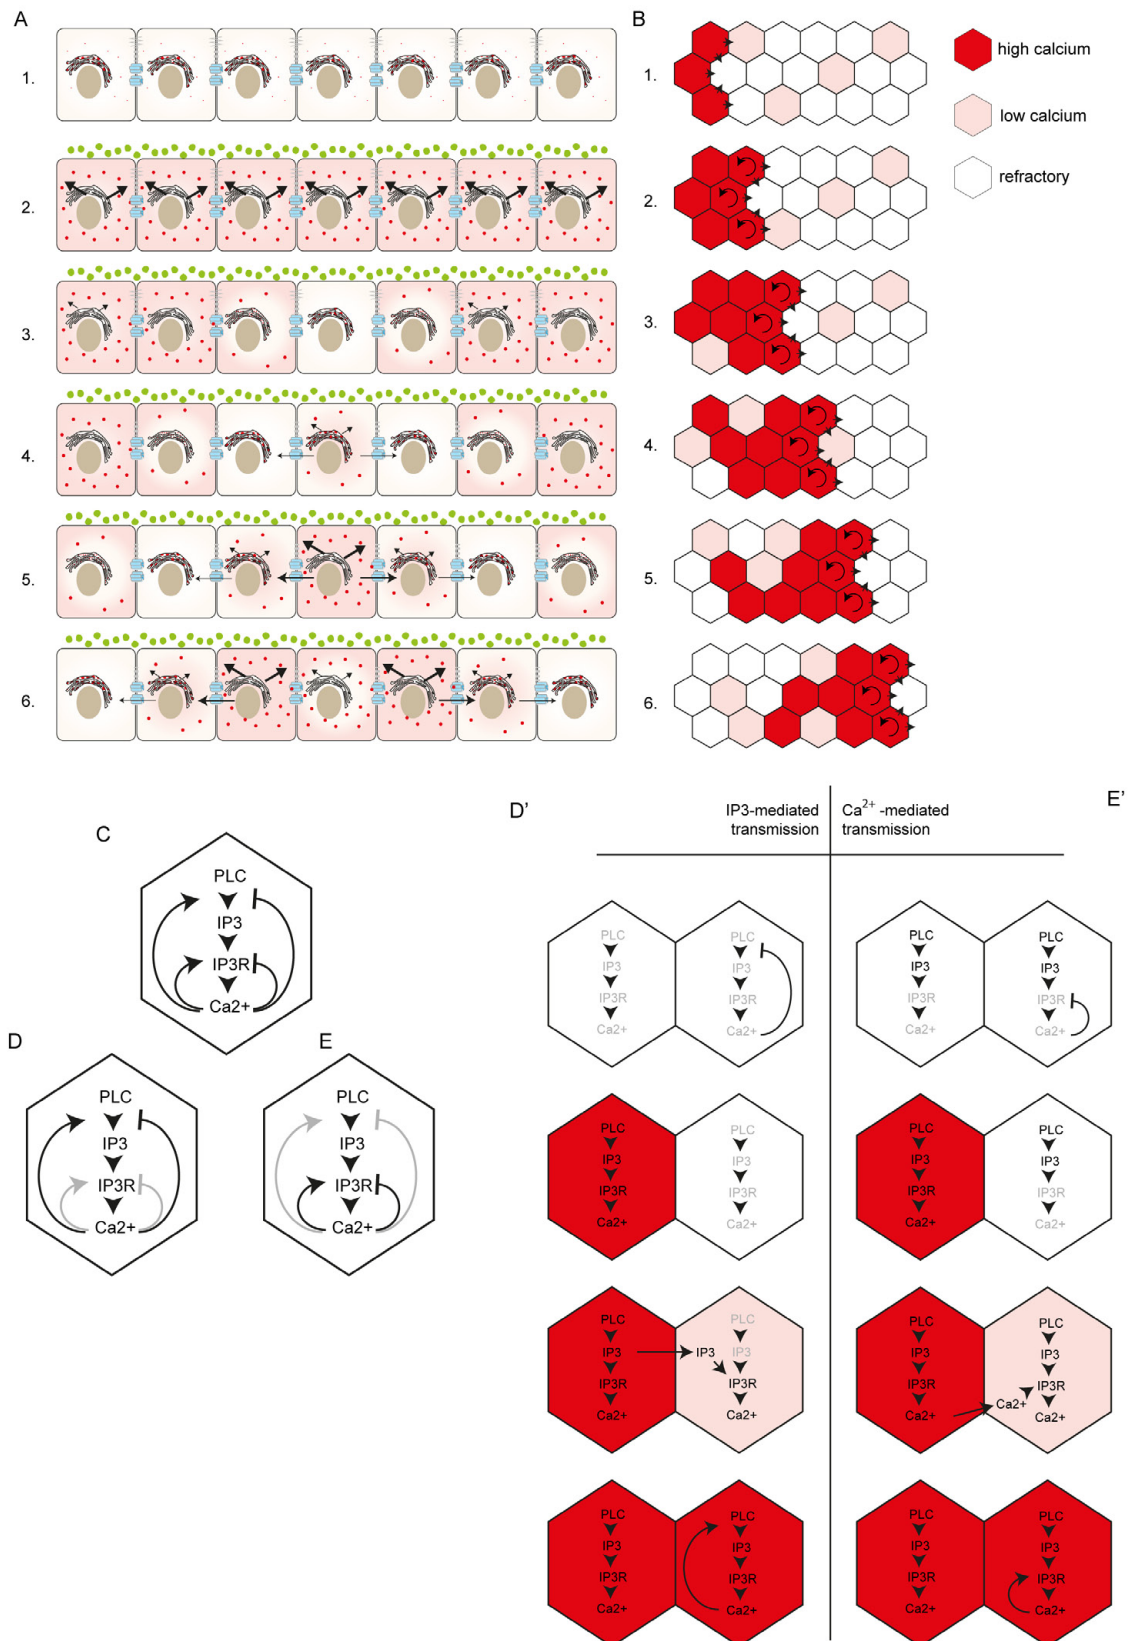 A
1.
2.
3.
4.
5.
6.
B
1.
2.
3.
4.
5.
6.
high calcium
low calcium
refractory
C
PLC
IP3
IP3R
Ca2+
D
PLC
IP3
IP3R
Ca2+
E
PLC
IP3
IP3R
Ca2+
D'
IP3-mediated
transmission
Ca2+ -mediated
transmission
E'
PLC
IP3
IP3R
Ca2+
PLC
IP3
IP3R
Ca2+
PLC
IP3
IP3R
Ca2+
PLC
IP3
IP3R
Ca2+
PLC
IP3
IP3R
Ca2+
PLC
IP3
IP3R
Ca2+
PLC
IP3
IP3R
Ca2+
PLC
IP3
IP3R
Ca2+
PLC
IP3
IP3R
Ca2+
IP3
PLC
IP3
IP3R
Ca2+
PLC
IP3
IP3R
Ca2+
Ca2+
PLC
IP3
IP3R
Ca2+
PLC
IP3
IP3R
Ca2+
PLC
IP3
IP3R
Ca2+
PLC
IP3
IP3R
Ca2+
PLC
IP3
IP3R
Ca2+